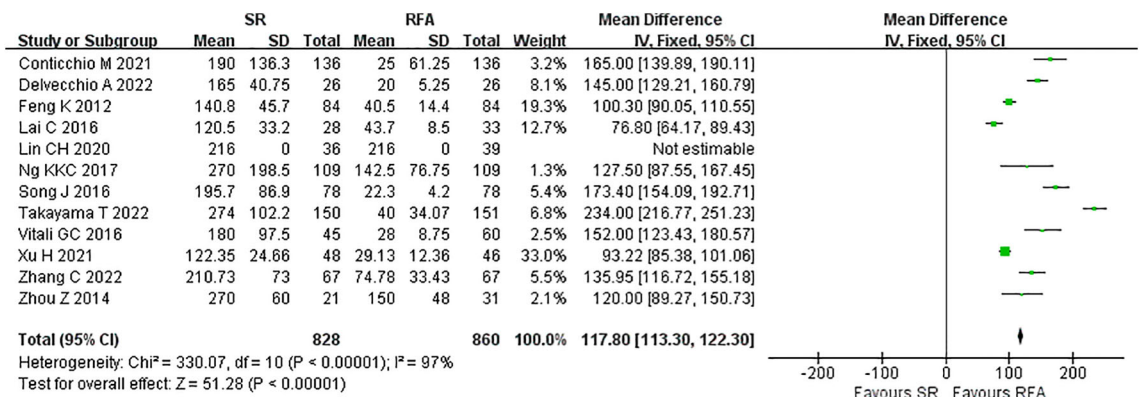 SR RFA Mean Difference Mean Difference
Study or Subgroup Mean SD Total Mean SD Total Weight IV, Fixed, 95% CI IV, Fixed, 95% CI
Conticchio M 2021 190 136.3 136 25 61.25 136 3.2% 165.00 [139.89, 190.11]
Delvecchio A 2022 165 40.75 26 20 5.25 26 8.1% 145.00 [129.21, 160.79]
Feng K 2012 140.8 45.7 84 40.5 14.4 84 19.3% 100.30 [90.05, 110.55]
Lai C 2016 120.5 33.2 28 43.7 8.5 33 12.7% 76.80 [64.17, 89.43]
Lin CH 2020 216 0 36 216 0 39 Not estimable
Ng KKC 2017 270 198.5 109 142.5 76.75 109 1.3% 127.50 [87.55, 167.45]
Song J 2016 195.7 86.9 78 22.3 4.2 78 5.4% 173.40 [154.09, 192.71]
Takayama T 2022 274 102.2 150 40 34.07 151 6.8% 234.00 [216.77, 251.23]
Vitali GC 2016 180 97.5 45 28 8.75 60 2.5% 152.00 [123.43, 180.57]
Xu H 2021 122.35 24.66 48 29.13 12.36 46 33.0% 93.22 [85.38, 101.06]
Zhang C 2022 210.73 73 67 74.78 33.43 67 5.5% 135.95 [116.72, 155.18]
Zhou Z 2014 270 60 21 150 48 31 2.1% 120.00 [89.27, 150.73]
Total (95% CI) 828 860 100.0% 117.80 [113.30, 122.30]
Heterogeneity: Chi² = 330.07, df = 10 (P < 0.00001); I² = 97%
Test for overall effect: Z = 51.28 (P < 0.00001)
-200 -100 0 100 200
Favours SR Favours RFA